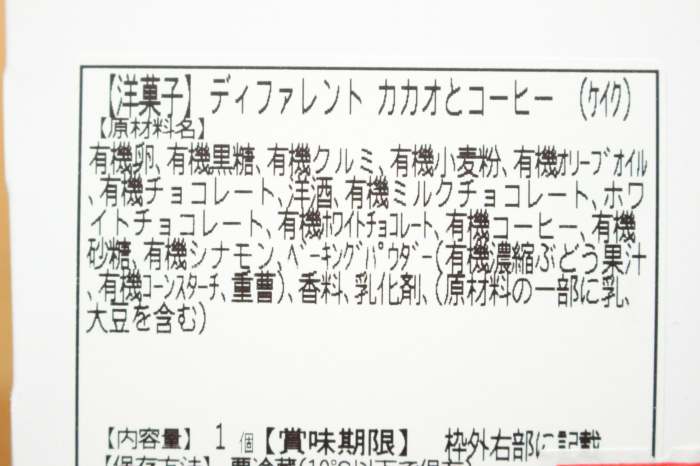 【洋菓子】 ディファレント カカオとコーヒー (ｹｲｸ)
【原材料名】
有機卵、有機黒糖、有機クルミ、有機小麦粉、有機ｵﾘｰﾌﾞｵｲﾙ
、有機チョコレート、洋酒、有機ミルクチョコレート、ホワ
イトチョコレート、有機ﾎﾜｲﾄﾁｮｺﾚｰﾄ、有機コーヒー、有機
砂糖、有機シナモン、ﾍﾞｰｷﾝｸﾞﾊﾟｳﾀﾞｰ(有機濃縮ぶどう果汁
、有機ｺｰﾝｽﾀｰﾁ、重曹)、香料、乳化剤、(原材料の一部に乳、
大豆を含む)
【内容量】 1 個【賞味期限】 枠外右部に記載
【保存方法】 要冷蔵(10℃以下で保存)